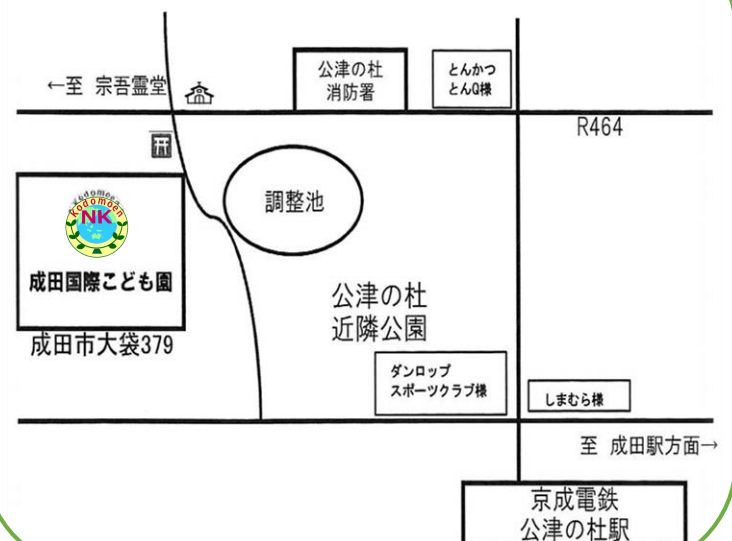 ←至 宗吾霊堂
公津の杜
消防署
とんかつ
とんQ様
R464
調整池
Kodomoen
Kodomoen
NK
成田国際こども園
成田市大袋379
公津の杜
近隣公園
ダンロップ
スポーツクラブ様
しまむら様
至 成田駅方面→
京成電鉄
公津の杜駅